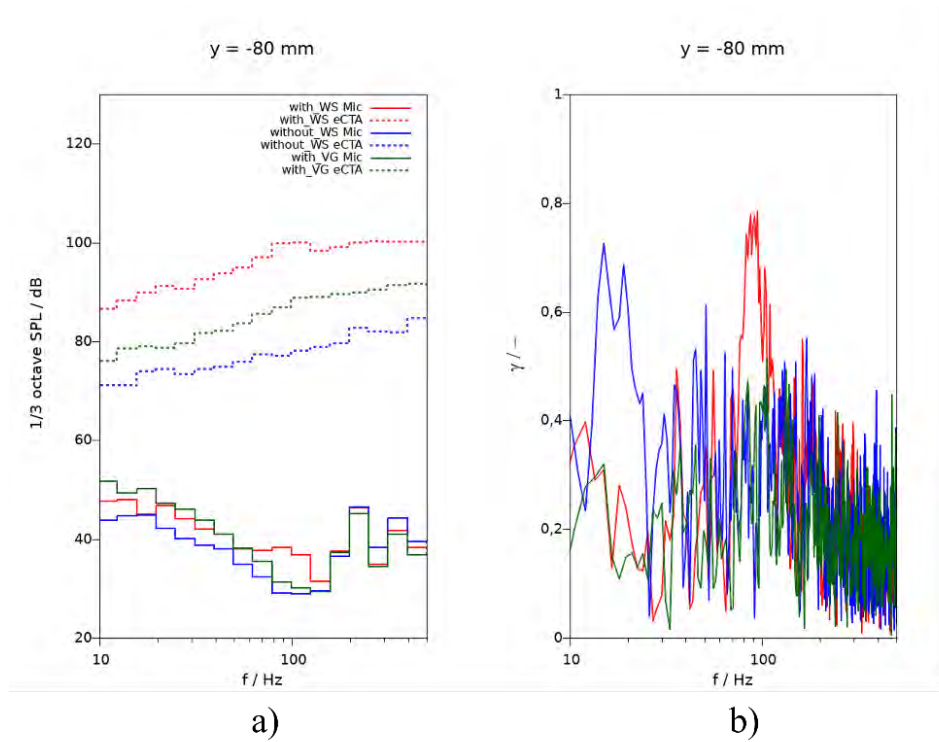 y = -80 mm
with_WS Mic
with_WS eCTA
without_WS Mic
without_WS eCTA
with_VG Mic
with_VG eCTA
120
100
80
60
40
20
1/3 octave SPL / dB
10
100
f / Hz
a)
y = -80 mm
1
0,8
0,6
0,4
0,2
0
γ / −
10
100
f / Hz
b)